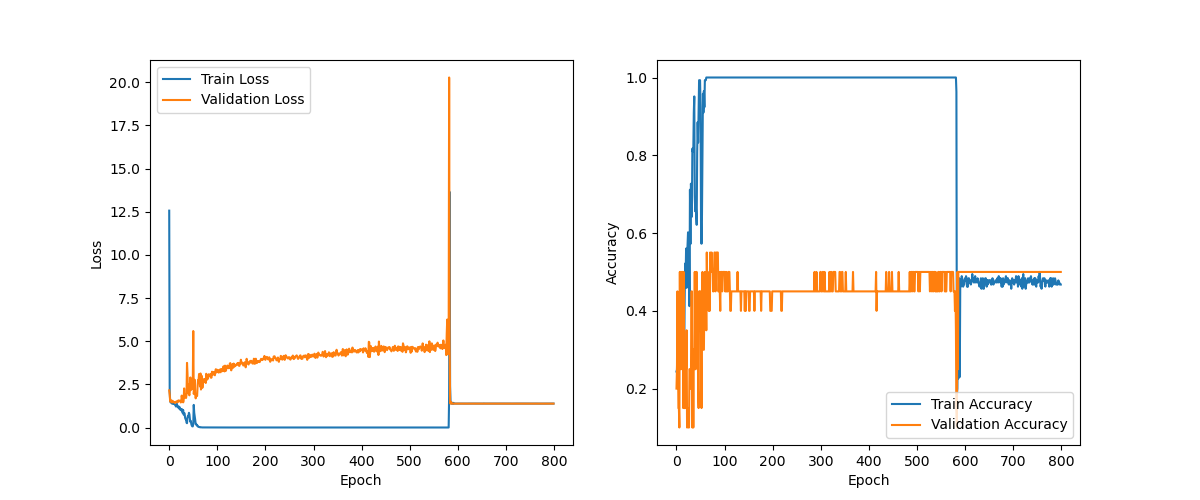 Train Loss
Validation Loss
20.0
17.5
15.0
12.5
10.0
7.5
5.0
2.5
0.0
Loss
0 100 200 300 400 500 600 700 800
Epoch
1.0
0.8
0.6
0.4
0.2
Accuracy
Train Accuracy
Validation Accuracy
0 100 200 300 400 500 600 700 800
Epoch